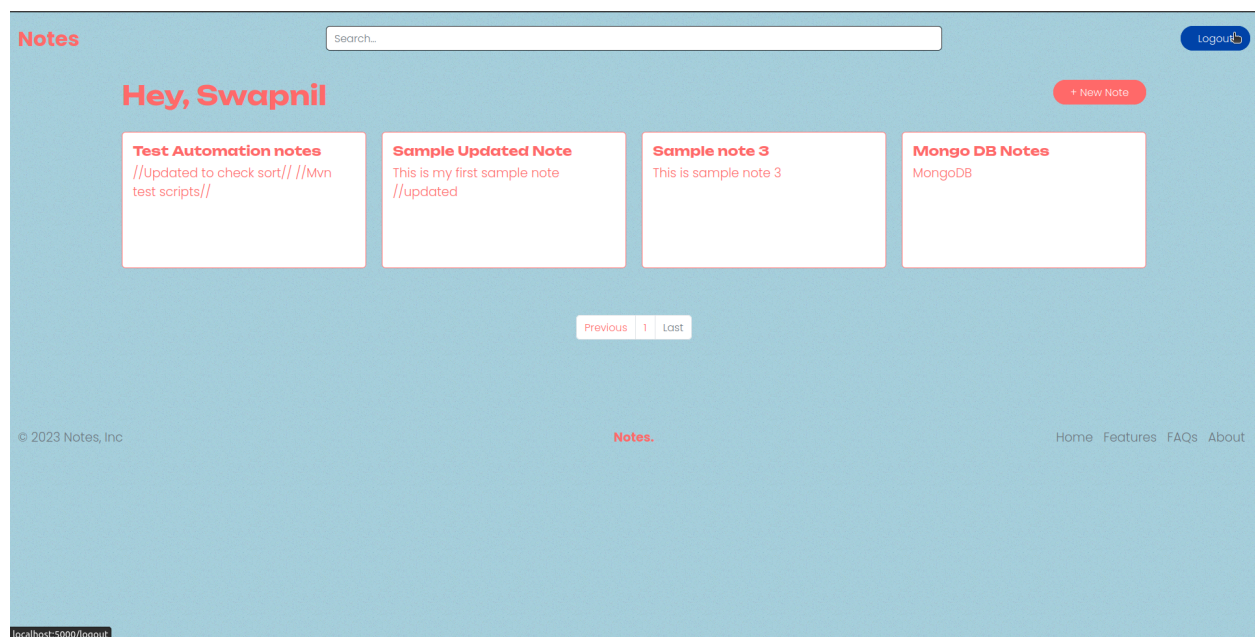 Notes
Search...
Logout
Hey, Swapnil
+ New Note
Test Automation notes
//Updated to check sort// //Mvn
test scripts//
Sample Updated Note
This is my first sample note
//updated
Sample note 3
This is sample note 3
Mongo DB Notes
MongoDB
Previous 1 Last
© 2023 Notes, Inc
Notes.
Home Features FAQs About
localhost:5000/logout